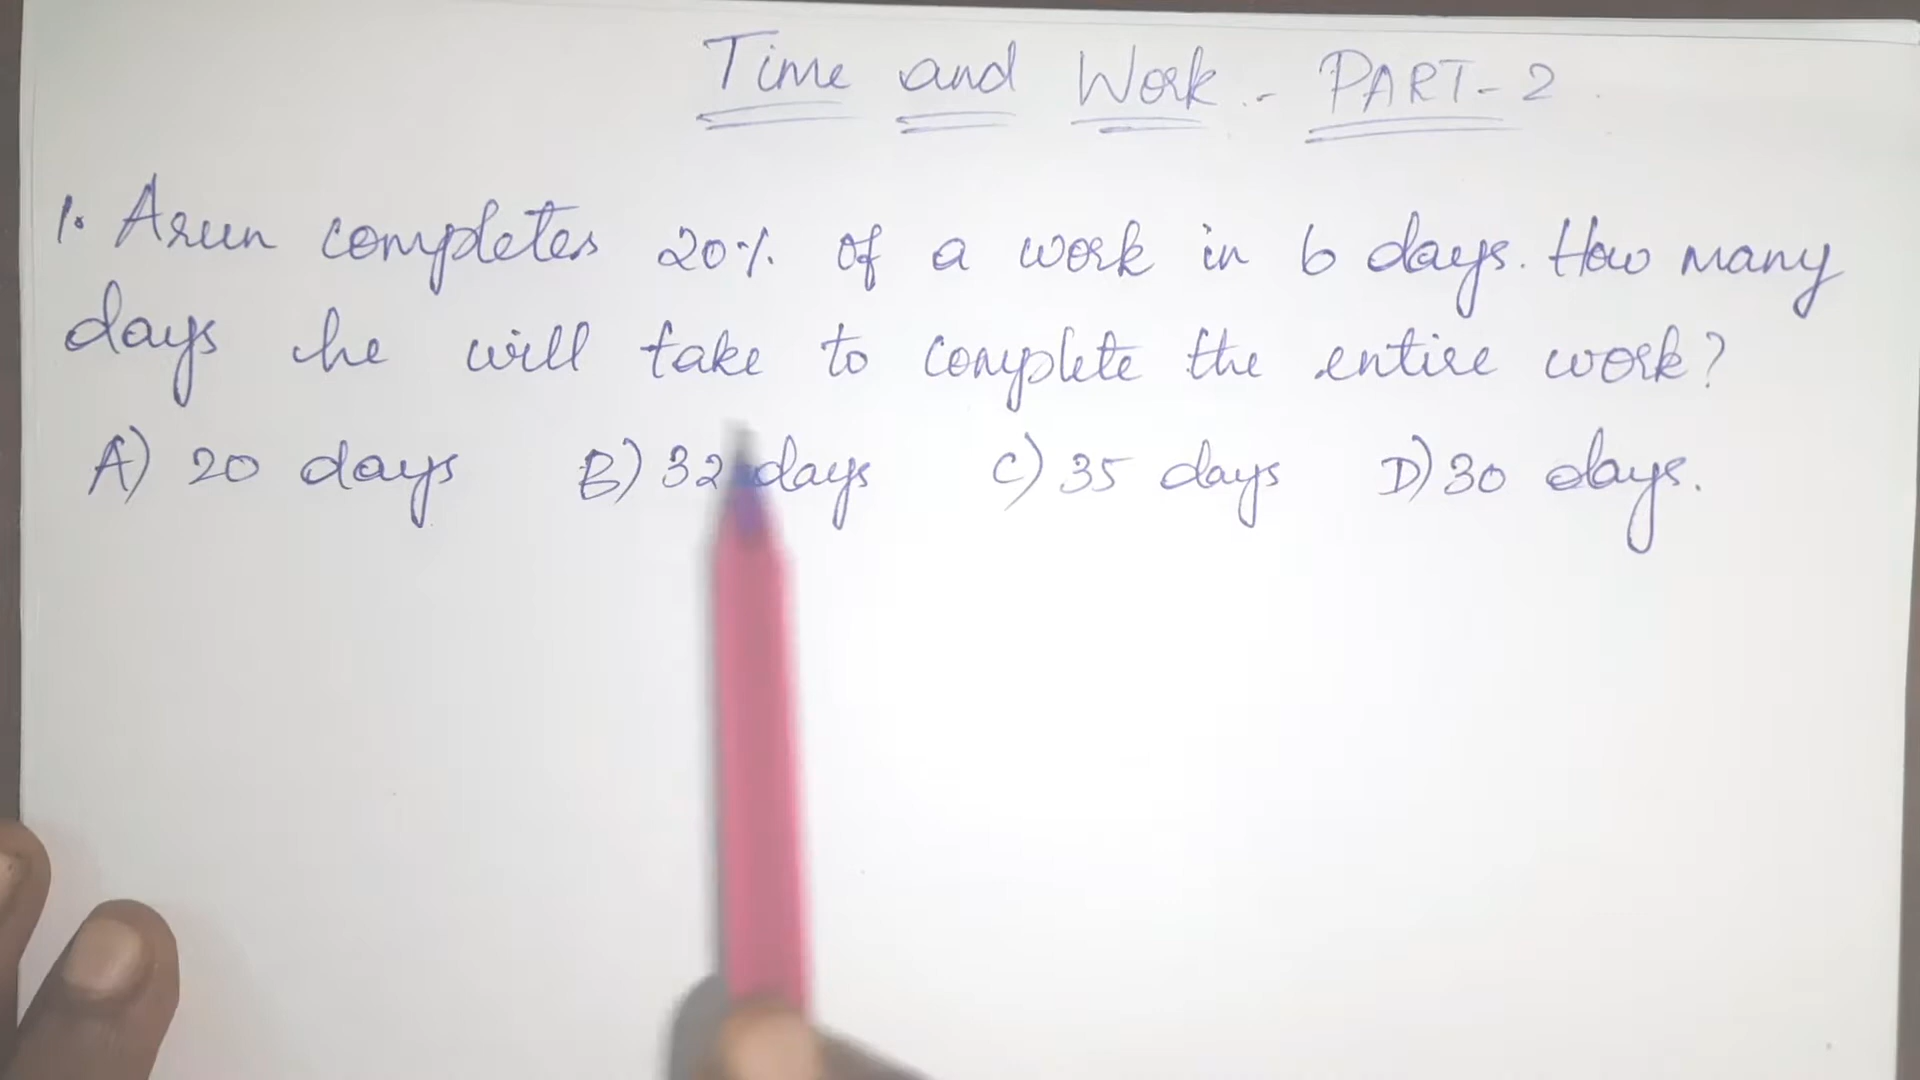 Time and Work - PART-2
1. Arun completes 20% of a work in 6 days. How many
days he will take to complete the entire work?
A) 20 days B) 32 days C) 35 days D) 30 days.